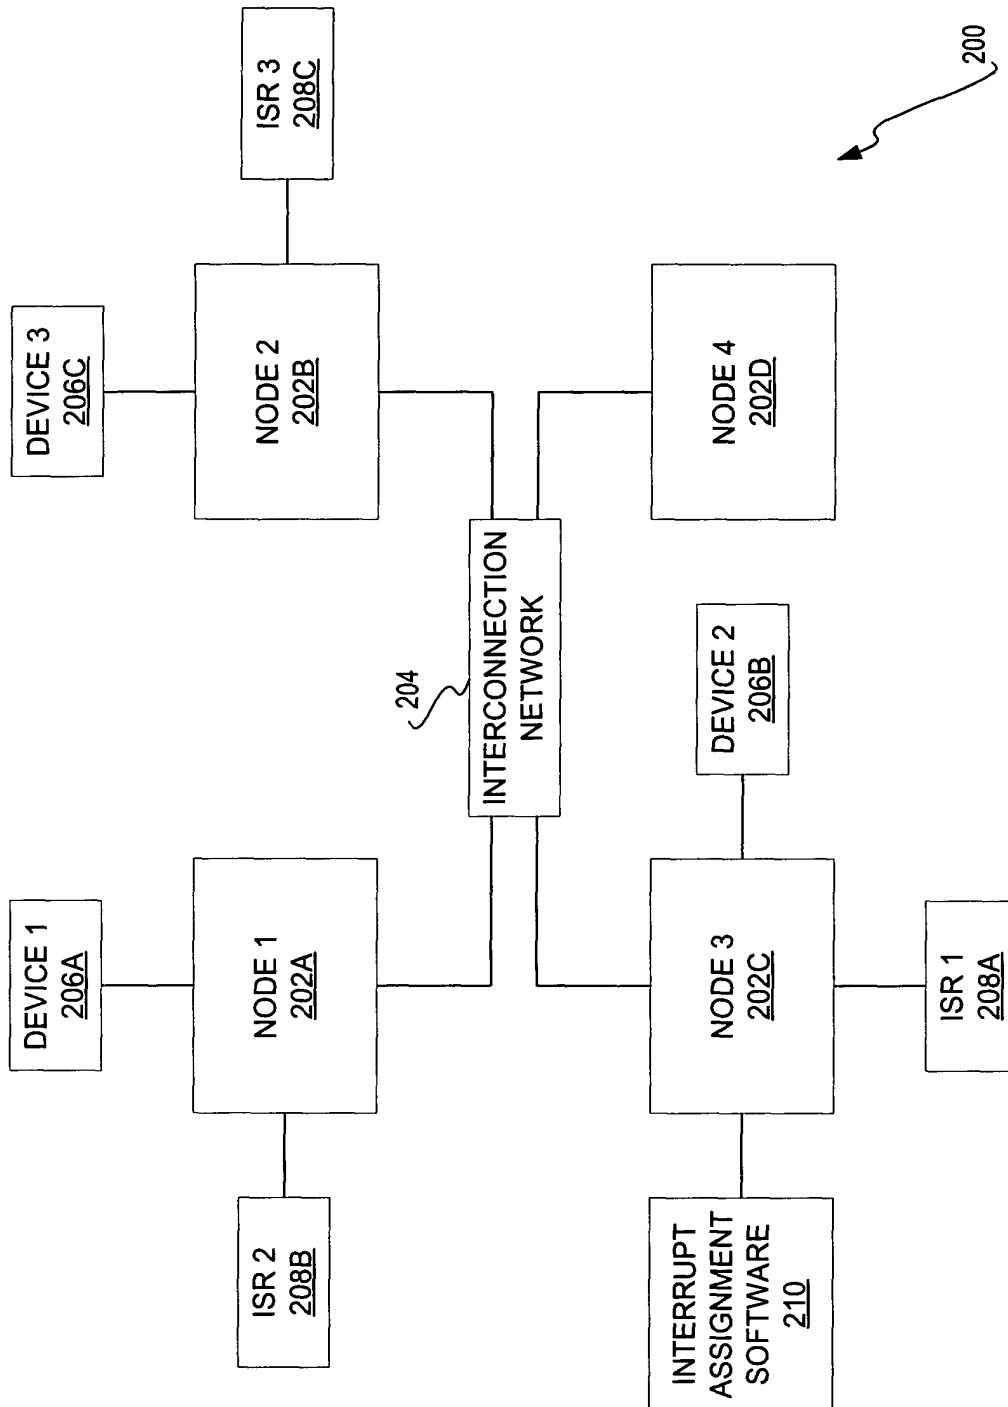 DEVICE 1
206A
DEVICE 3
206C
ISR 2
208B
NODE 1
202A
NODE 2
202B
ISR 3
208C
204
INTERCONNECTION
NETWORK
INTERRUPT
ASSIGNMENT
SOFTWARE
210
NODE 3
202C
DEVICE 2
206B
NODE 4
202D
ISR 1
208A
200